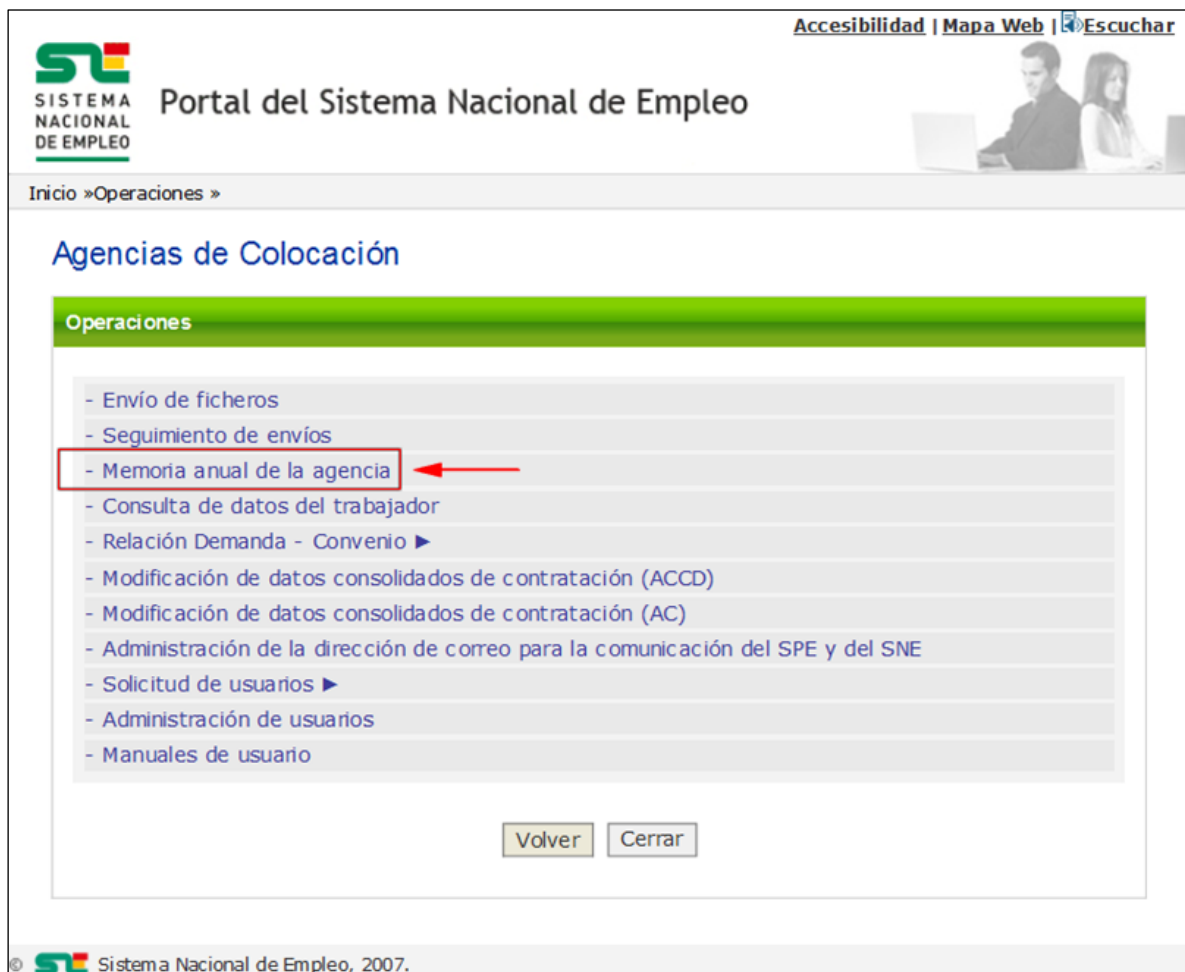 Accesibilidad | Mapa Web | Escuchar
SISTEMA
NACIONAL
DE EMPLEO
Portal del Sistema Nacional de Empleo
Inicio »Operaciones »
Agencias de Colocación
Operaciones
- Envío de ficheros
- Seguimiento de envíos
- Memoria anual de la agencia
- Consulta de datos del trabajador
- Relación Demanda - Convenio ►
- Modificación de datos consolidados de contratación (ACCD)
- Modificación de datos consolidados de contratación (AC)
- Administración de la dirección de correo para la comunicación del SPE y del SNE
- Solicitud de usuarios ►
- Administración de usuarios
- Manuales de usuario
Volver Cerrar
© Sistema Nacional de Empleo, 2007.